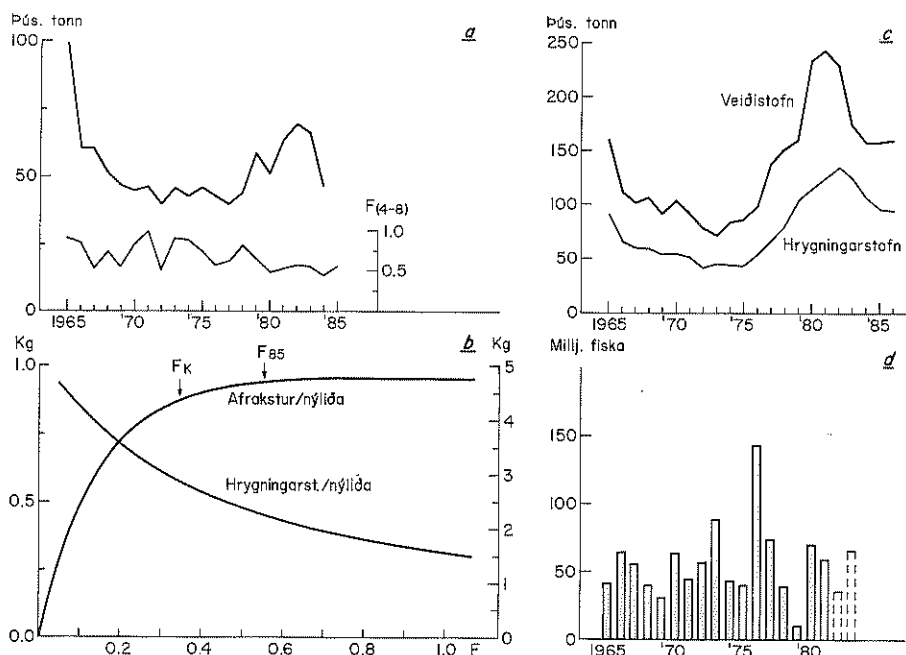 Þús. tonn
a
100
50
0
F(4-8)
1.0
0.5
1965 '70 '75 '80 '85
Þús. tonn
c
250
200
150
100
50
0
Veiðistofn
Hrygningarstofn
1965 '70 '75 '80
Kg
b
Kg
1.0
0.5
0.0
FK
F85
Afrakstur/nýliða
Hrygningarst./nýliða
5
4
3
2
1
0
0.2 0.4 0.6 0.8 1.0 F
Millj. fiska
d
150
100
50
0
1965 '70 '75 '80